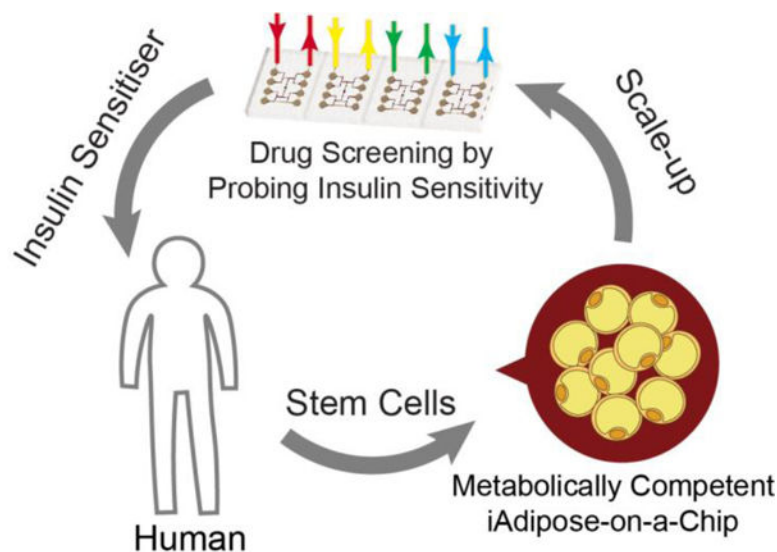 Insulin Sensitiser
Drug Screening by
Probing Insulin Sensitivity
Scale-up
Stem Cells
Human
Metabolically Competent
iAdipose-on-a-Chip